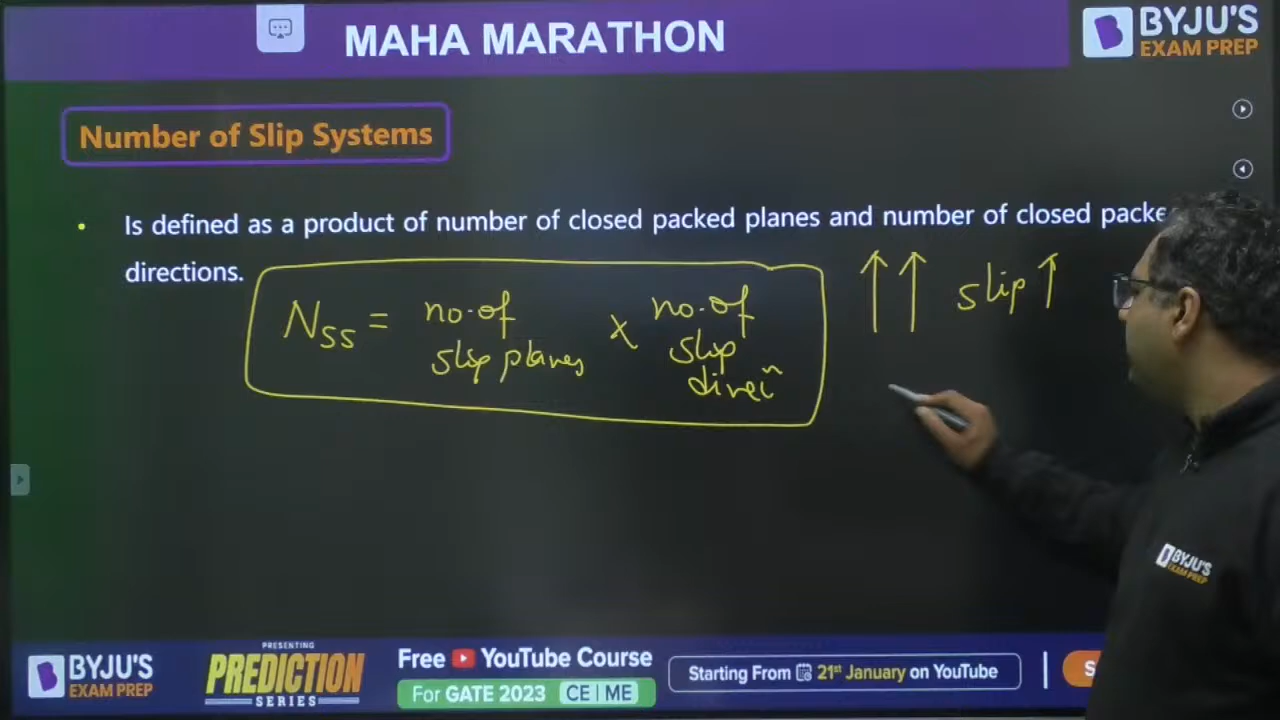 MAHA MARATHON
BYJU'S
EXAM PREP
Number of Slip Systems
• Is defined as a product of number of closed packed planes and number of closed packe
directions.
NSS = no. of slip planes × no. of slip direcⁿ
↑ ↑ slip ↑
BYJU'S
EXAM PREP
BYJU'S
EXAM PREP
PRESENTING
PREDICTION
SERIES
Free YouTube Course
For GATE 2023 CE | ME
Starting From 21st January on YouTube
S